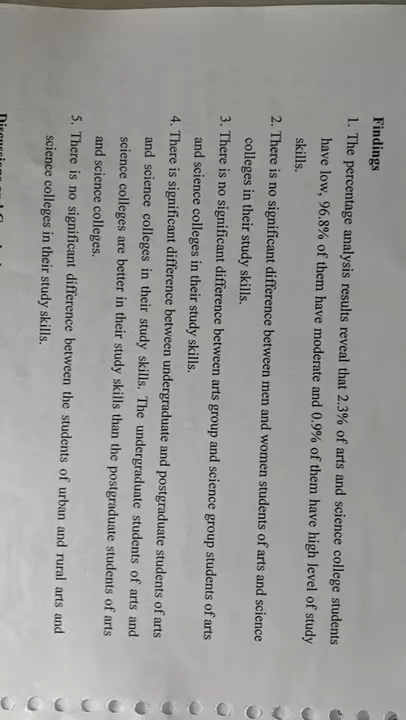 Findings
1. The percentage analysis results reveal that 2.3% of arts and science college students
have low, 96.8% of them have moderate and 0.9% of them have high level of study
skills.
2. There is no significant difference between men and women students of arts and science
colleges in their study skills.
3. There is no significant difference between arts group and science group students of arts
and science colleges in their study skills.
4. There is significant difference between undergraduate and postgraduate students of arts
and science colleges in their study skills. The undergraduate students of arts and
science colleges are better in their study skills than the postgraduate students of arts
and science colleges.
5. There is no significant difference between the students of urban and rural arts and
science colleges in their study skills.